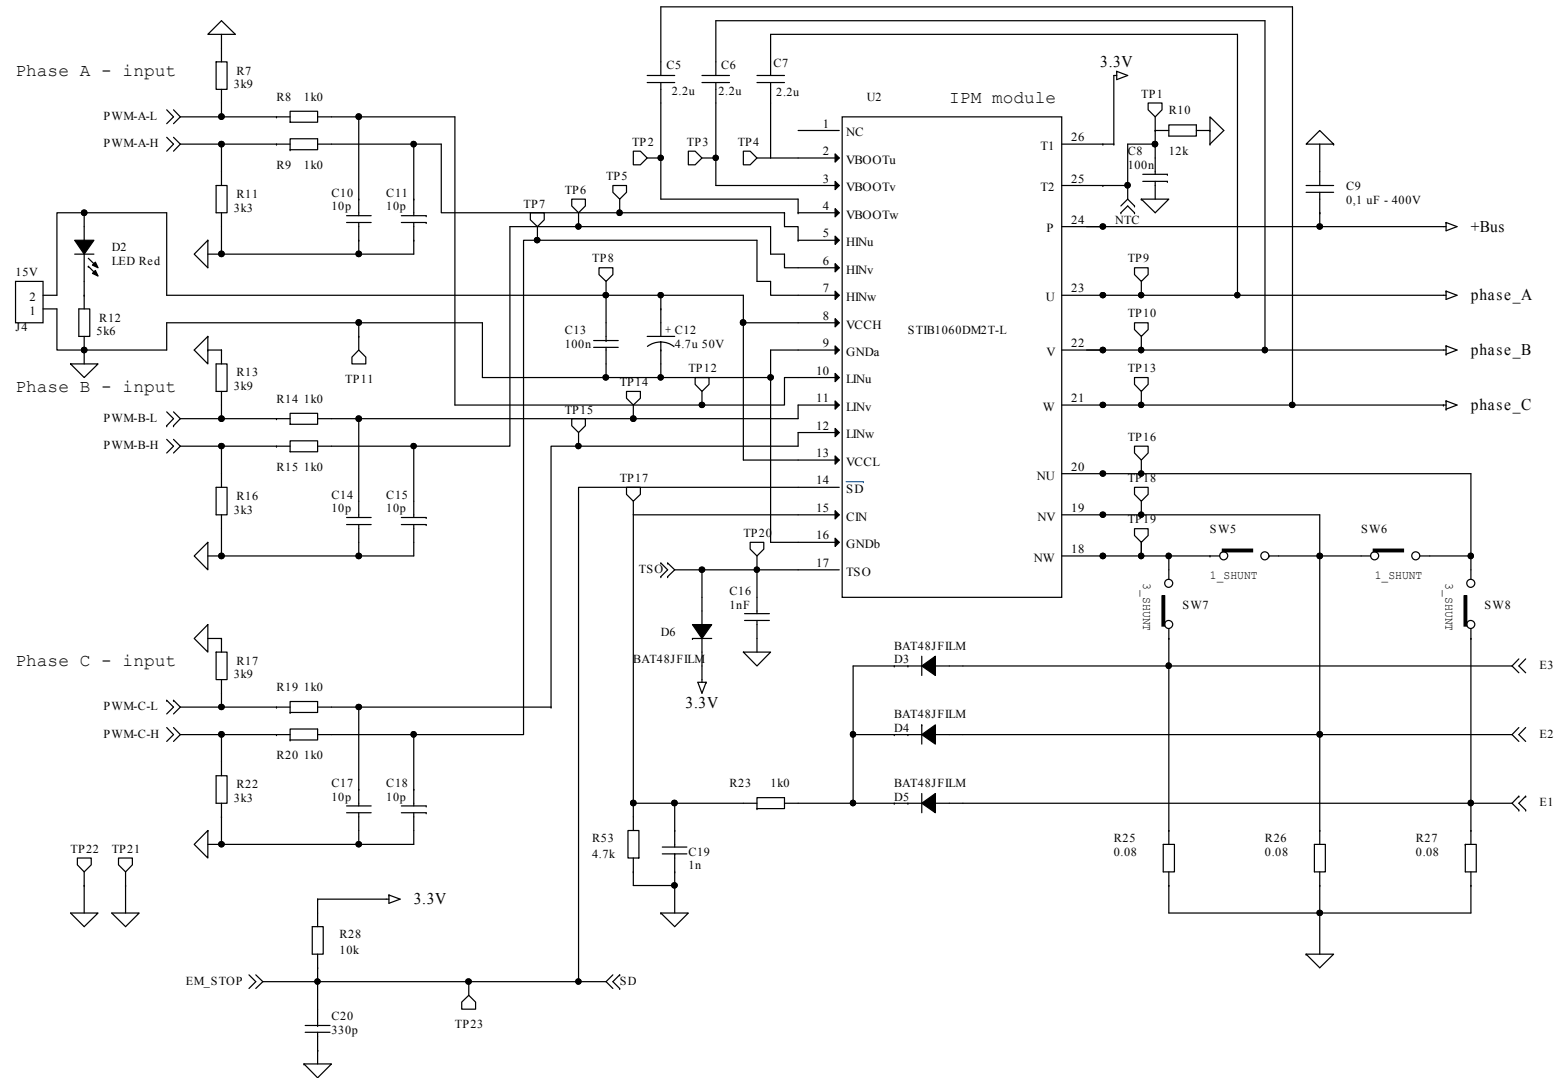 Phase A - input
R7
3k9
R8 1k0
PWM-A-L
PWM-A-H
R9 1k0
R11
3k3
C10
10p
C11
10p
D2
LED Red
15V
2
1
J4
R12
5k6
TP11
Phase B - input
R13
3k9
R14 1k0
PWM-B-L
PWM-B-H
R15 1k0
R16
3k3
C14
10p
C15
10p
Phase C - input
R17
3k9
R19 1k0
PWM-C-L
PWM-C-H
R20 1k0
R22
3k3
C17
10p
C18
10p
TP22
TP21
3.3V
R28
10k
EM_STOP
SD
TP23
C20
330p
C5
2.2u
C6
2.2u
C7
2.2u
TP2
TP3
TP4
TP5
TP6
TP7
TP8
C13
100n
+ C12
4.7u 50V
TP12
TP14
TP15
TP17
TP20
TSO
C16
1nF
D6
BAT48JFILM
3.3V
U2
IPM module
STIB1060DM2T-L
1 NC
2 VBOOTu
3 VBOOTv
4 VBOOTw
5 HINu
6 HINv
7 HINw
8 VCCH
9 GNDa
10 LINu
11 LINv
12 LINw
13 VCCL
14 SD
15 CIN
16 GNDb
17 TSO
T1 26
T2 25
P 24
U 23
V 22
W 21
NU 20
NV 19
NW 18
3.3V
TP1
R10
12k
C8
100n
NTC
C9
0,1 uF - 400V
+Bus
TP9
phase_A
TP10
phase_B
TP13
phase_C
TP16
TP18
TP19
SW5
1_SHUNT
SW6
1_SHUNT
3_SHUNT
SW7
3_SHUNT
SW8
BAT48JFILM
D3
E3
BAT48JFILM
D4
E2
BAT48JFILM
D5
E1
R23 1k0
R53
4.7k
C19
1n
R25
0.08
R26
0.08
R27
0.08